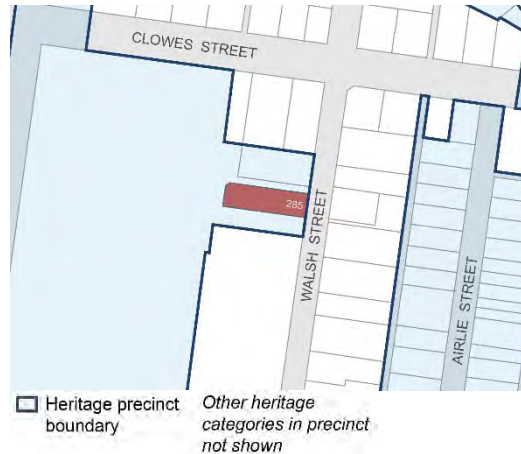 CLOWES STREET
285
WALSH STREET
AIRLIE STREET
Heritage precinct
boundary
Other heritage
categories in precinct
not shown